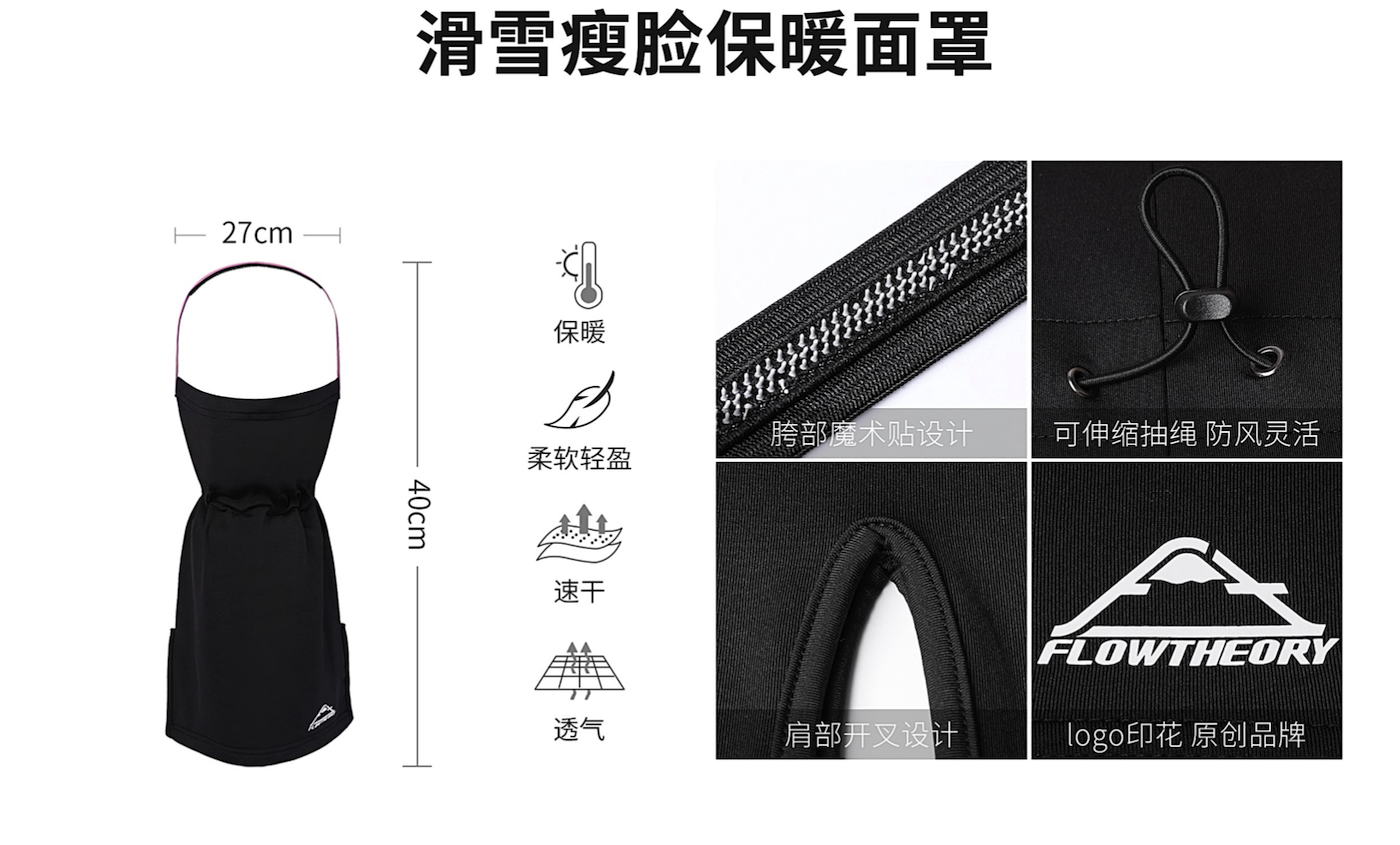 滑雪瘦脸保暖面罩
27cm
40cm
保暖
柔软轻盈
速干
透气
胯部魔术贴设计
可伸缩抽绳 防风灵活
肩部开叉设计
FLOWTHEORY
logo印花 原创品牌
FLOWTHEORY